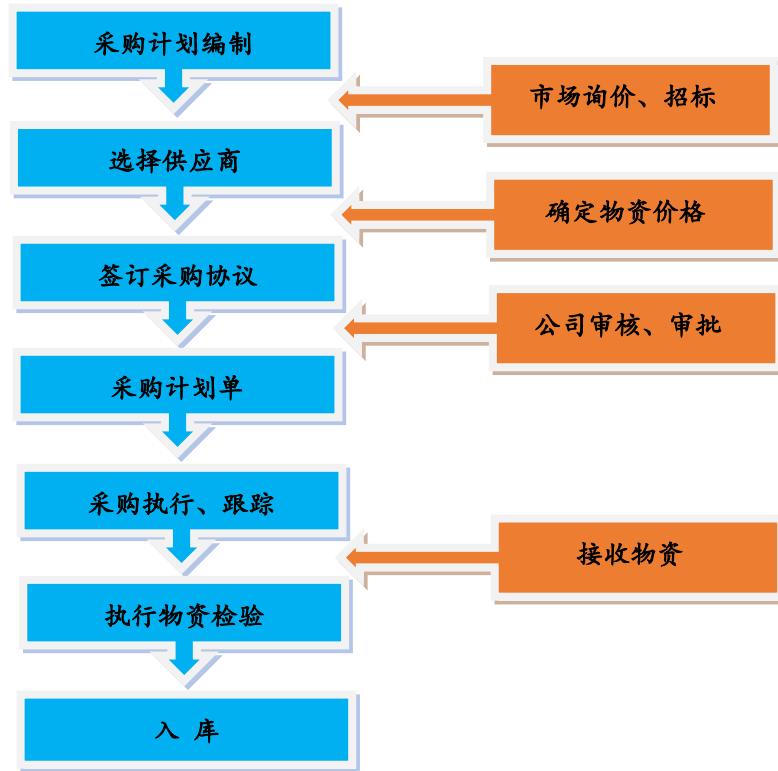 采购计划编制
市场询价、招标
选择供应商
确定物资价格
签订采购协议
公司审核、审批
采购计划单
采购执行、跟踪
接收物资
执行物资检验
入 库